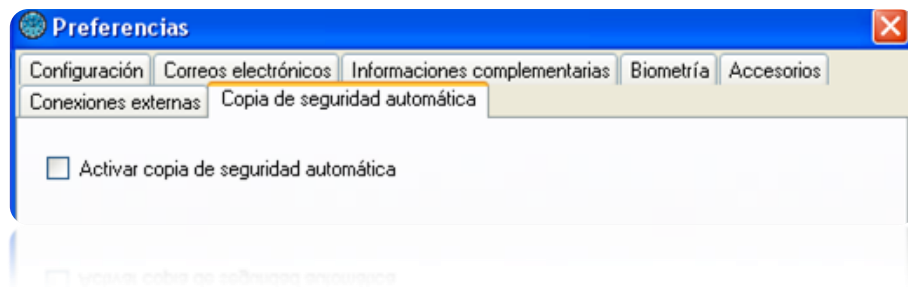 Preferencias
Configuración Correos electrónicos Informaciones complementarias Biometría Accesorios
Conexiones externas Copia de seguridad automática
Activar copia de seguridad automática